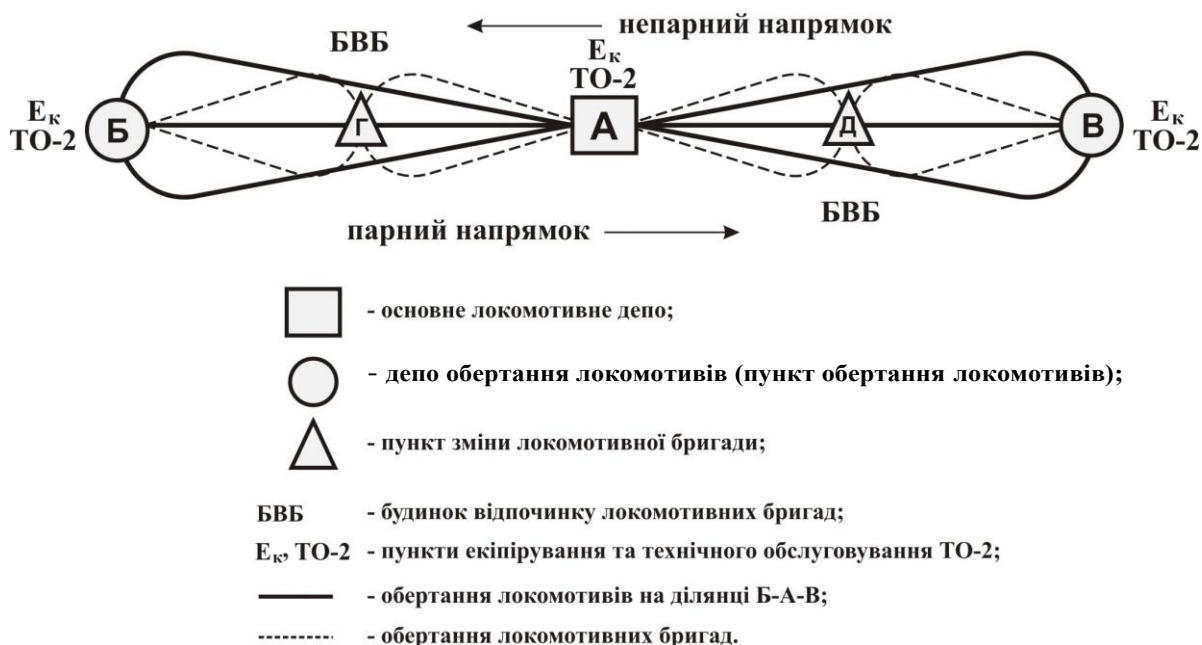 непарний напрямок
БВБ
Ек
ТО-2
Ек
ТО-2
Б
Г
А
Д
В
Ек
ТО-2
БВБ
парний напрямок
- основне локомотивне депо;
- депо обертання локомотивів (пункт обертання локомотивів);
- пункт зміни локомотивної бригади;
БВБ - будинок відпочинку локомотивних бригад;
Ек, ТО-2 - пункти екіпірування та технічного обслуговування ТО-2;
- обертання локомотивів на ділянці Б-А-В;
- обертання локомотивних бригад.